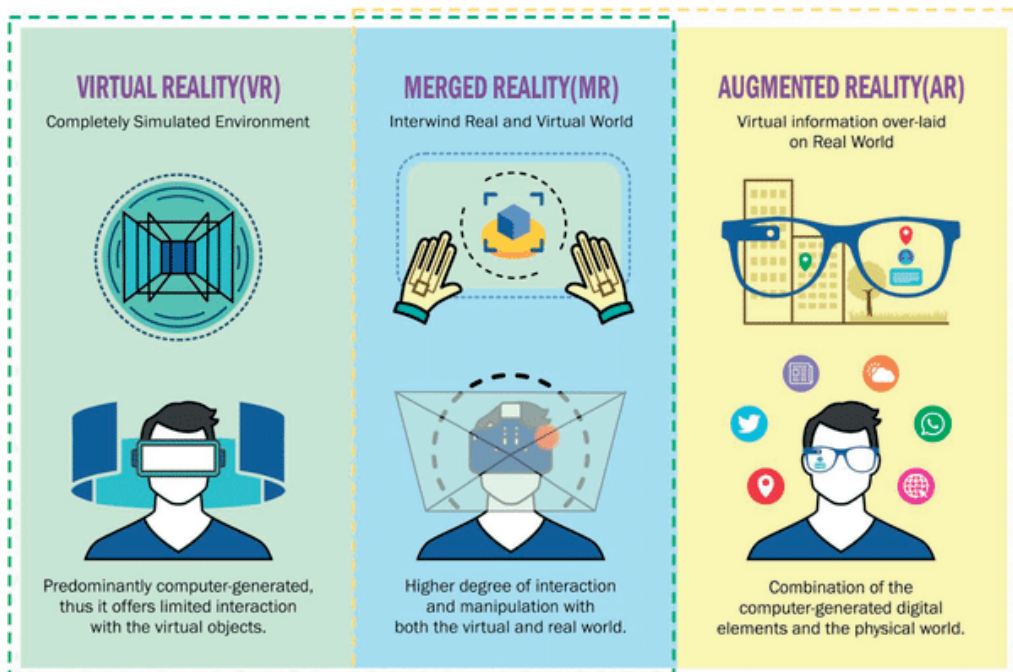 VIRTUAL REALITY(VR)
Completely Simulated Environment
Predominantly computer-generated,
thus it offers limited interaction
with the virtual objects.
MERGED REALITY(MR)
Interwind Real and Virtual World
Higher degree of interaction
and manipulation with
both the virtual and real world.
AUGMENTED REALITY(AR)
Virtual information over-laid
on Real World
Combination of the
computer-generated digital
elements and the physical world.